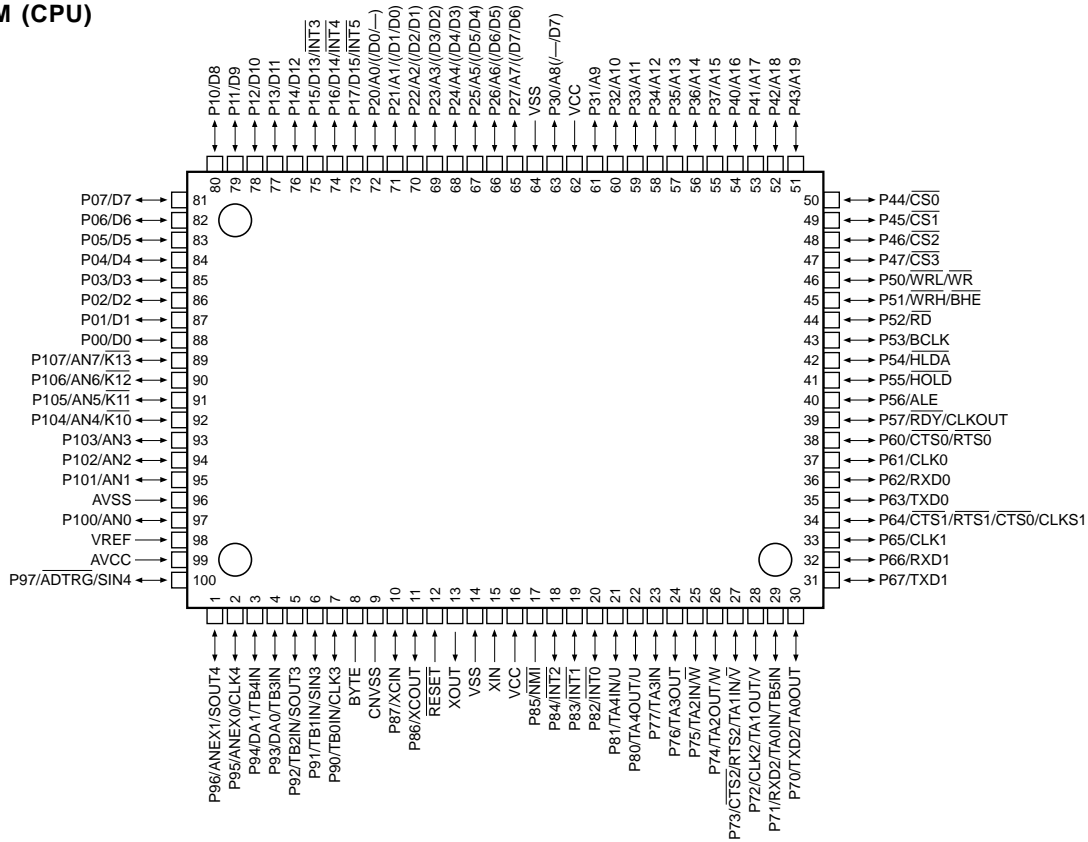 M (CPU)
P10/D8
P11/D9
P12/D10
P13/D11
P14/D12
P15/D13/INT3
P16/D14/INT4
P17/D15/INT5
P20/A0/(/D0/—)
P21/A1/(/D1/D0)
P22/A2/(/D2/D1)
P23/A3/(/D3/D2)
P24/A4/(/D4/D3)
P25/A5/(/D5/D4)
P26/A6/(/D6/D5)
P27/A7/(/D7/D6)
VSS
P30/A8(/—/D7)
VCC
P31/A9
P32/A10
P33/A11
P34/A12
P35/A13
P36/A14
P37/A15
P40/A16
P41/A17
P42/A18
P43/A19
80 79 78 77 76 75 74 73 72 71 70 69 68 67 66 65 64 63 62 61 60 59 58 57 56 55 54 53 52 51
P07/D7 81 50 P44/CS0
P06/D6 82 49 P45/CS1
P05/D5 83 48 P46/CS2
P04/D4 84 47 P47/CS3
P03/D3 85 46 P50/WRL/WR
P02/D2 86 45 P51/WRH/BHE
P01/D1 87 44 P52/RD
P00/D0 88 43 P53/BCLK
P107/AN7/K13 89 42 P54/HLDA
P106/AN6/K12 90 41 P55/HOLD
P105/AN5/K11 91 40 P56/ALE
P104/AN4/K10 92 39 P57/RDY/CLKOUT
P103/AN3 93 38 P60/CTS0/RTS0
P102/AN2 94 37 P61/CLK0
P101/AN1 95 36 P62/RXD0
AVSS 96 35 P63/TXD0
P100/AN0 97 34 P64/CTS1/RTS1/CTS0/CLKS1
VREF 98 33 P65/CLK1
AVCC 99 32 P66/RXD1
P97/ADTRG/SIN4 100 31 P67/TXD1
1 2 3 4 5 6 7 8 9 10 11 12 13 14 15 16 17 18 19 20 21 22 23 24 25 26 27 28 29 30
P96/ANEX1/SOUT4
P95/ANEX0/CLK4
P94/DA1/TB4IN
P93/DA0/TB3IN
P92/TB2IN/SOUT3
P91/TB1IN/SIN3
P90/TB0IN/CLK3
BYTE
CNVSS
P87/XCIN
P86/XCOUT
RESET
XOUT
VSS
XIN
VCC
P85/NMI
P84/INT2
P83/INT1
P82/INT0
P81/TA4IN/U
P80/TA4OUT/U
P77/TA3IN
P76/TA3OUT
P75/TA2IN/W
P74/TA2OUT/W
P73/CTS2/RTS2/TA1IN/V
P72/CLK2/TA1OUT/V
P71/RXD2/TA0IN/TB5IN
P70/TXD2/TA0OUT